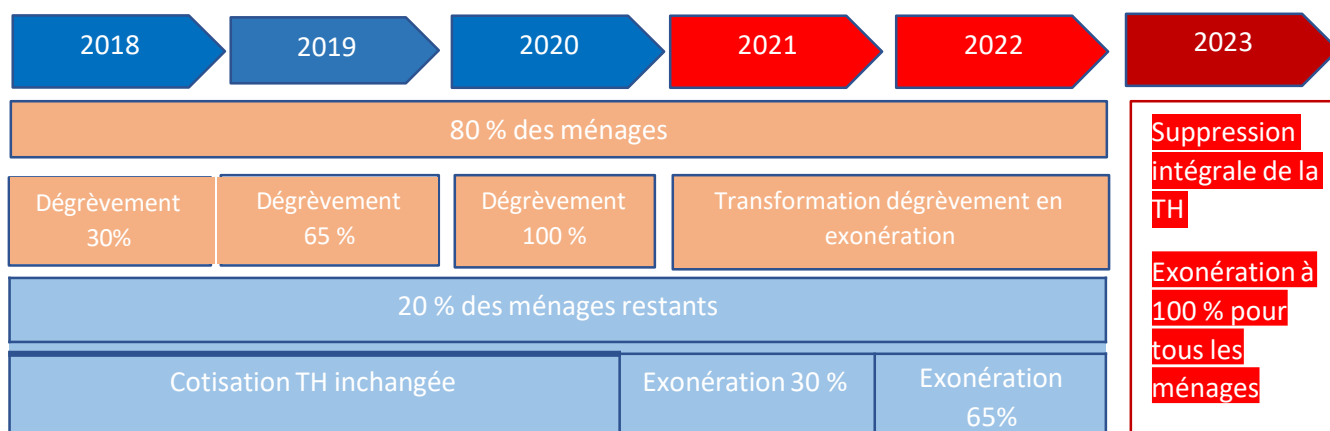 2018
2019
2020
2021
2022
2023
80 % des ménages
Dégrèvement
30%
Dégrèvement
65 %
Dégrèvement
100 %
Transformation dégrèvement en
exonération
20 % des ménages restants
Cotisation TH inchangée
Exonération 30 %
Exonération
65%
Suppression
intégrale de la
TH
Exonération à
100 % pour
tous les
ménages